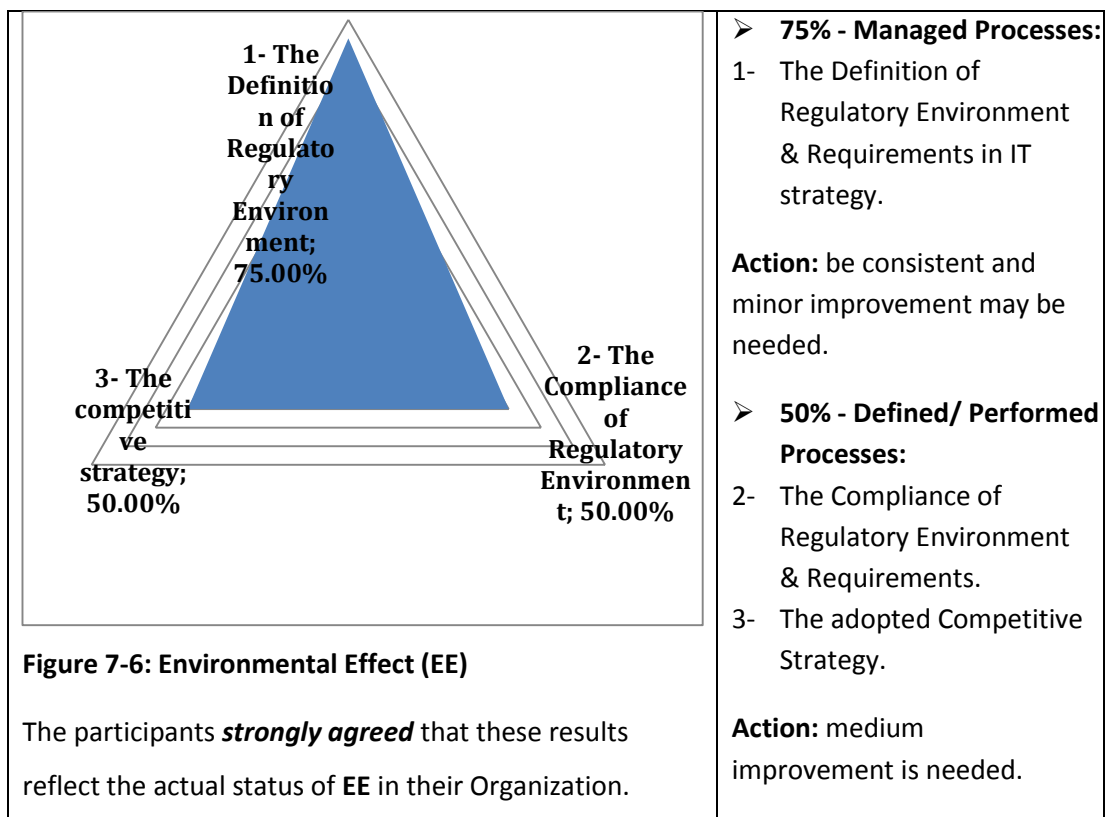 1- The
Definitio
n of
Regulato
ry
Environ
ment;
75.00%
2- The
Compliance
of
Regulatory
Environmen
t; 50.00%
3- The
competiti
ve
strategy;
50.00%
Figure 7-6: Environmental Effect (EE)
The participants strongly agreed that these results
reflect the actual status of EE in their Organization.
➢ 75% - Managed Processes:
1- The Definition of
Regulatory Environment
& Requirements in IT
strategy.
Action: be consistent and
minor improvement may be
needed.
➢ 50% - Defined/ Performed
Processes:
2- The Compliance of
Regulatory Environment
& Requirements.
3- The adopted Competitive
Strategy.
Action: medium
improvement is needed.